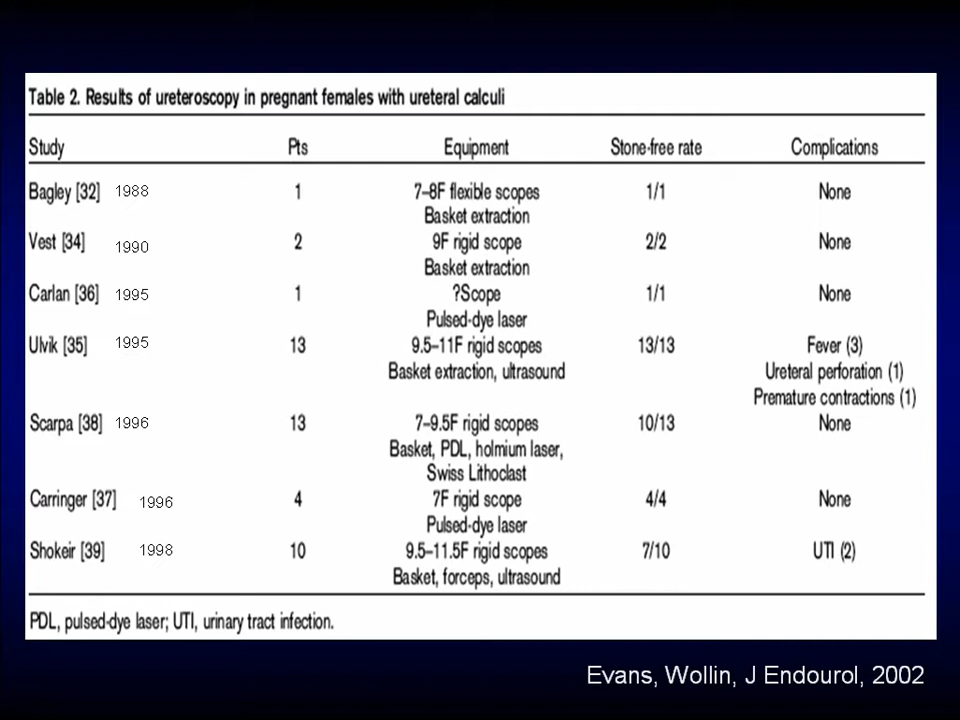 Table 2. Results of ureteroscopy in pregnant females with ureteral calculi
Study Pts Equipment Stone-free rate Complications
Bagley [32] 1988 1 7–8F flexible scopes 1/1 None
Basket extraction
Vest [34] 1990 2 9F rigid scope 2/2 None
Basket extraction
Carlan [36] 1995 1 ?Scope 1/1 None
Pulsed-dye laser
Ulvik [35] 1995 13 9.5–11F rigid scopes 13/13 Fever (3)
Basket extraction, ultrasound Ureteral perforation (1)
Premature contractions (1)
Scarpa [38] 1996 13 7–9.5F rigid scopes 10/13 None
Basket, PDL, holmium laser,
Swiss Lithoclast
Carringer [37] 1996 4 7F rigid scope 4/4 None
Pulsed-dye laser
Shokeir [39] 1998 10 9.5–11.5F rigid scopes 7/10 UTI (2)
Basket, forceps, ultrasound
PDL, pulsed-dye laser; UTI, urinary tract infection.
Evans, Wollin, J Endourol, 2002